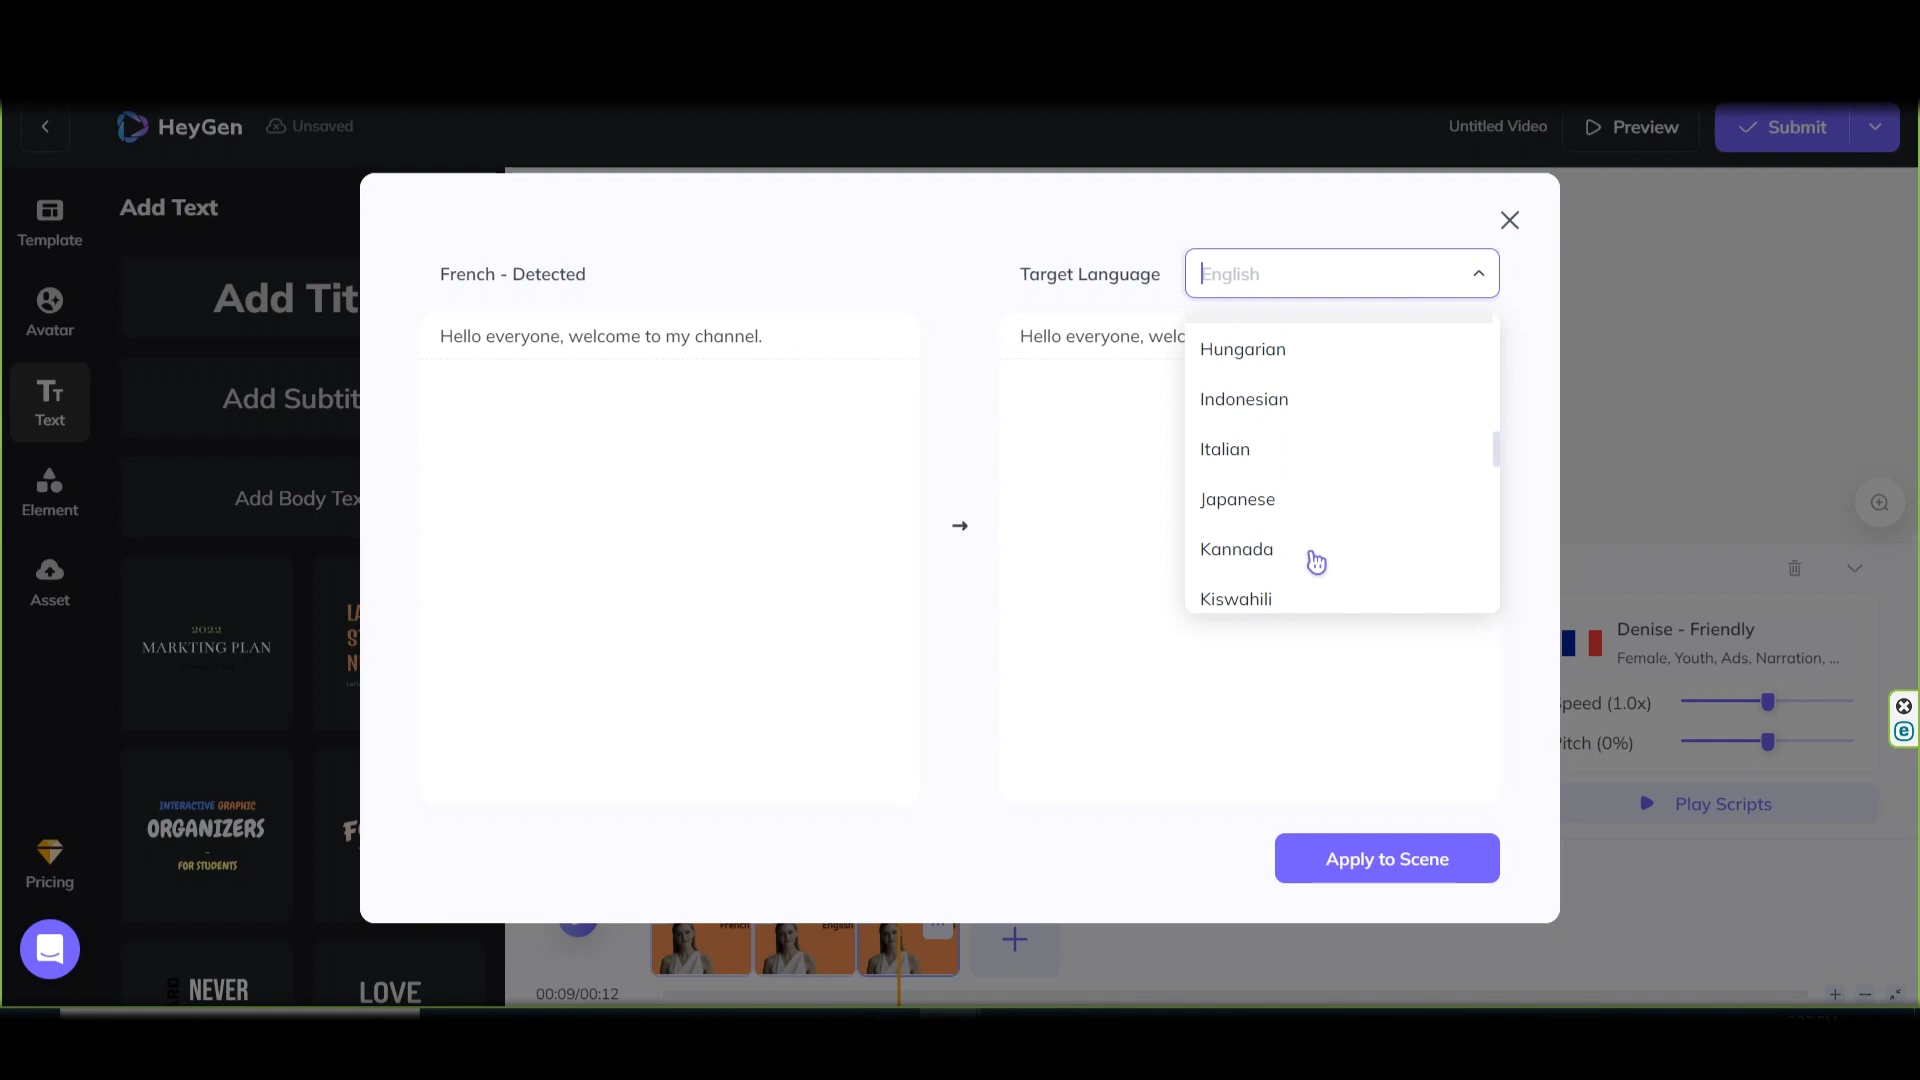 HeyGen
Unsaved
Untitled Video
Preview
Submit
Template
Avatar
Text
Element
Asset
Pricing
Add Text
Add Tit
Add Subtit
Add Body Tex
2022
MARKTING PLAN
INTERACTIVE GRAPHIC
ORGANIZERS
FOR STUDENTS
NEVER
LOVE
French - Detected
Hello everyone, welcome to my channel.
Target Language
English
Hello everyone, welc
Hungarian
Indonesian
Italian
Japanese
Kannada
Kiswahili
Apply to Scene
Denise - Friendly
Female, Youth, Ads, Narration, ...
peed (1.0x)
itch (0%)
Play Scripts
French
English
00:09/00:12